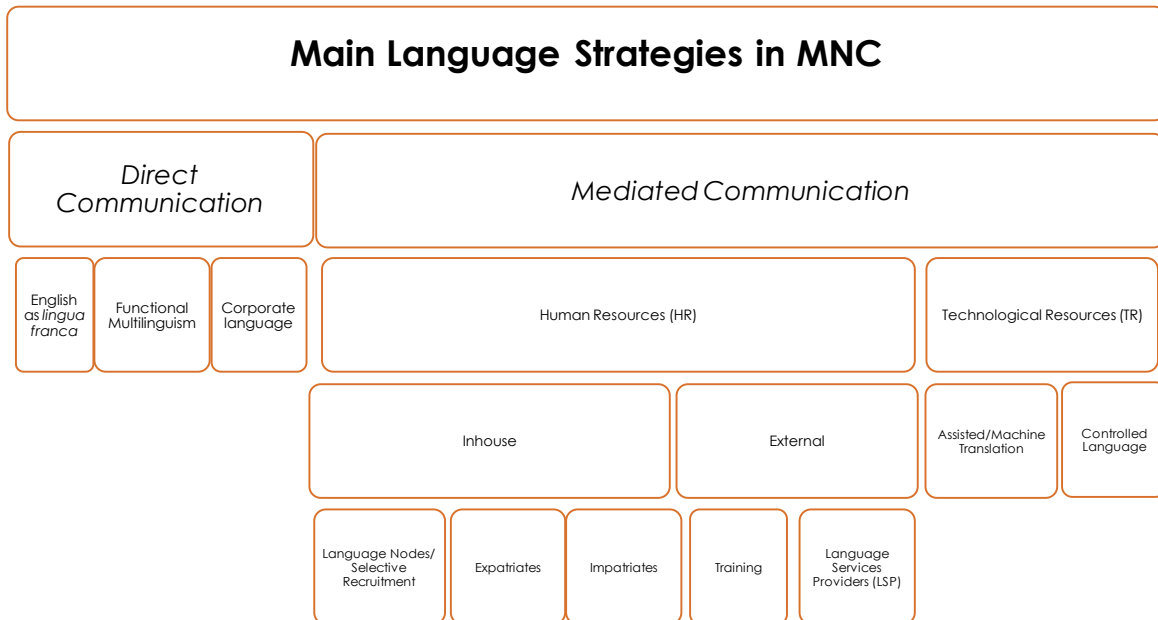 Main Language Strategies in MNC
Direct
Communication
Mediated Communication
English
as lingua
franca
Functional
Multilinguism
Corporate
language
Human Resources (HR)
Technological Resources (TR)
Inhouse
External
Assisted/Machine
Translation
Controlled
Language
Language Nodes/
Selective
Recruitment
Expatriates
Impatriates
Training
Language
Services
Providers (LSP)